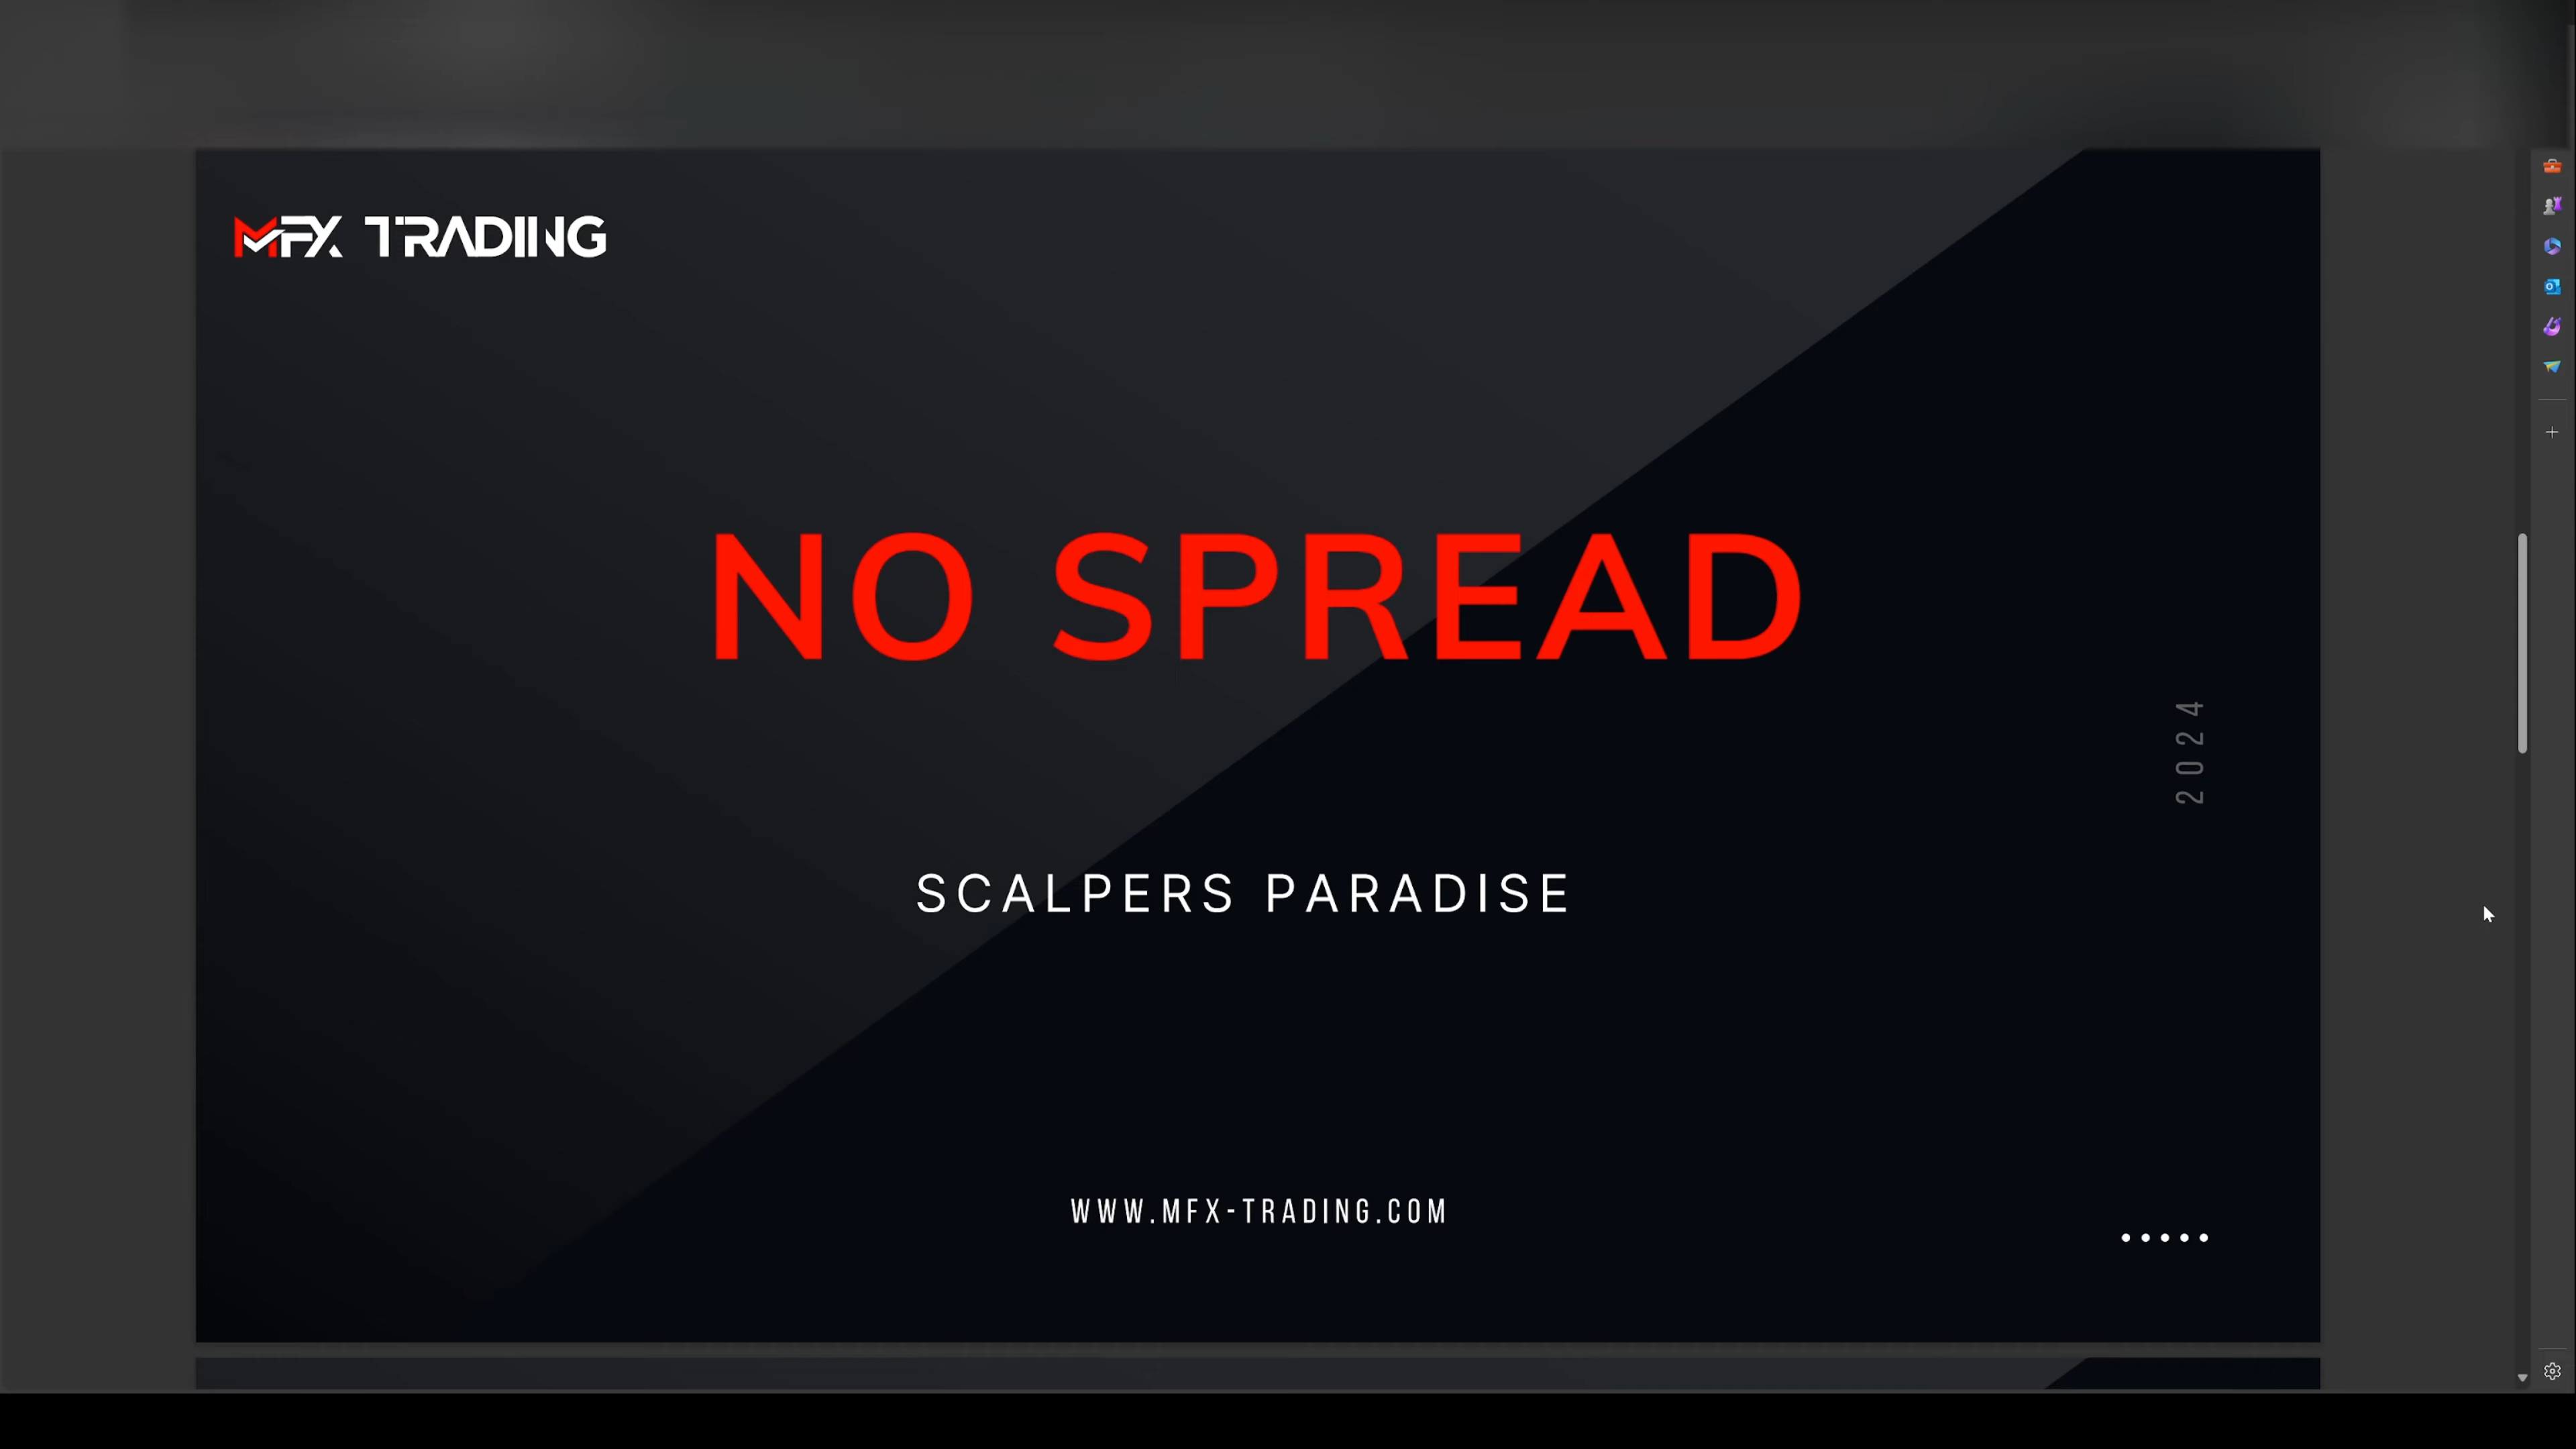 MFX TRADING
NO SPREAD
2024
SCALPERS PARADISE
WWW.MFX-TRADING.COM